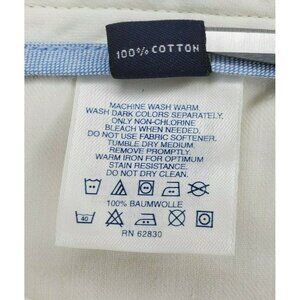 100% COTTON
MACHINE WASH WARM.
WASH DARK COLORS SEPARATELY.
ONLY NON-CHLORINE
BLEACH WHEN NEEDED.
DO NOT USE FABRIC SOFTENER.
TUMBLE DRY MEDIUM.
REMOVE PROMPTLY.
WARM IRON FOR OPTIMUM
STAIN RESISTANCE.
DO NOT DRY CLEAN.
100% BAUMWOLLE
40
RN 62830